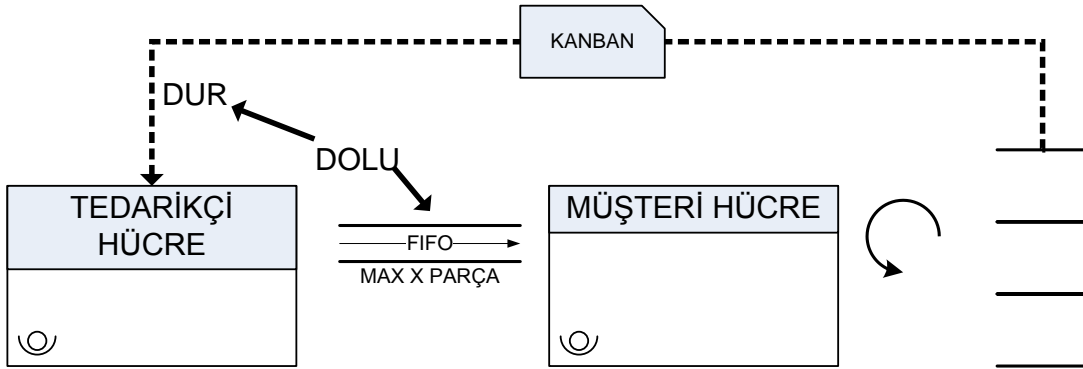 KANBAN
DUR
DOLU
TEDARİKÇİ
HÜCRE
FIFO
MAX X PARÇA
MÜŞTERİ HÜCRE